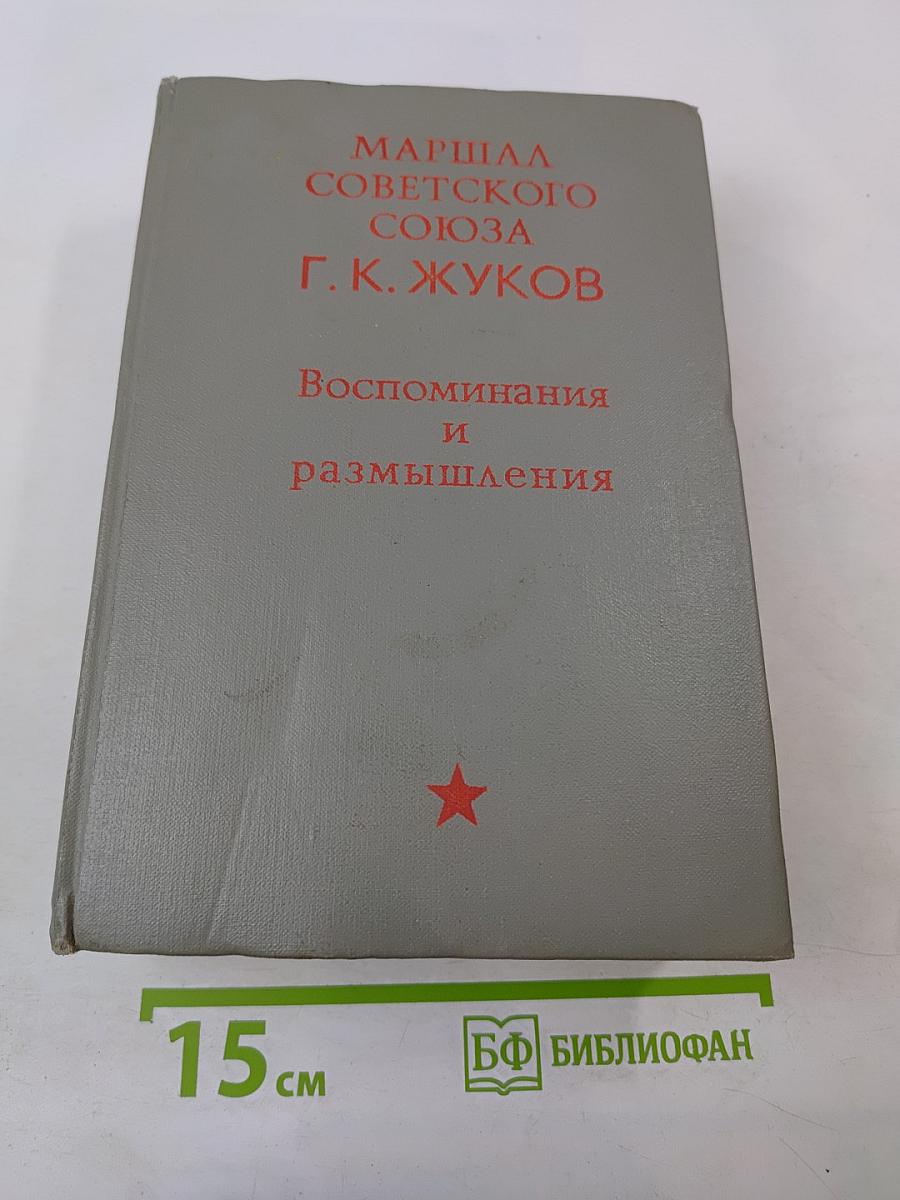 МАРШАЛ
СОВЕТСКОГО
СОЮЗА
Г. К. ЖУКОВ
Воспоминания
и
размышления
15 см
БФ БИБЛИОФАН